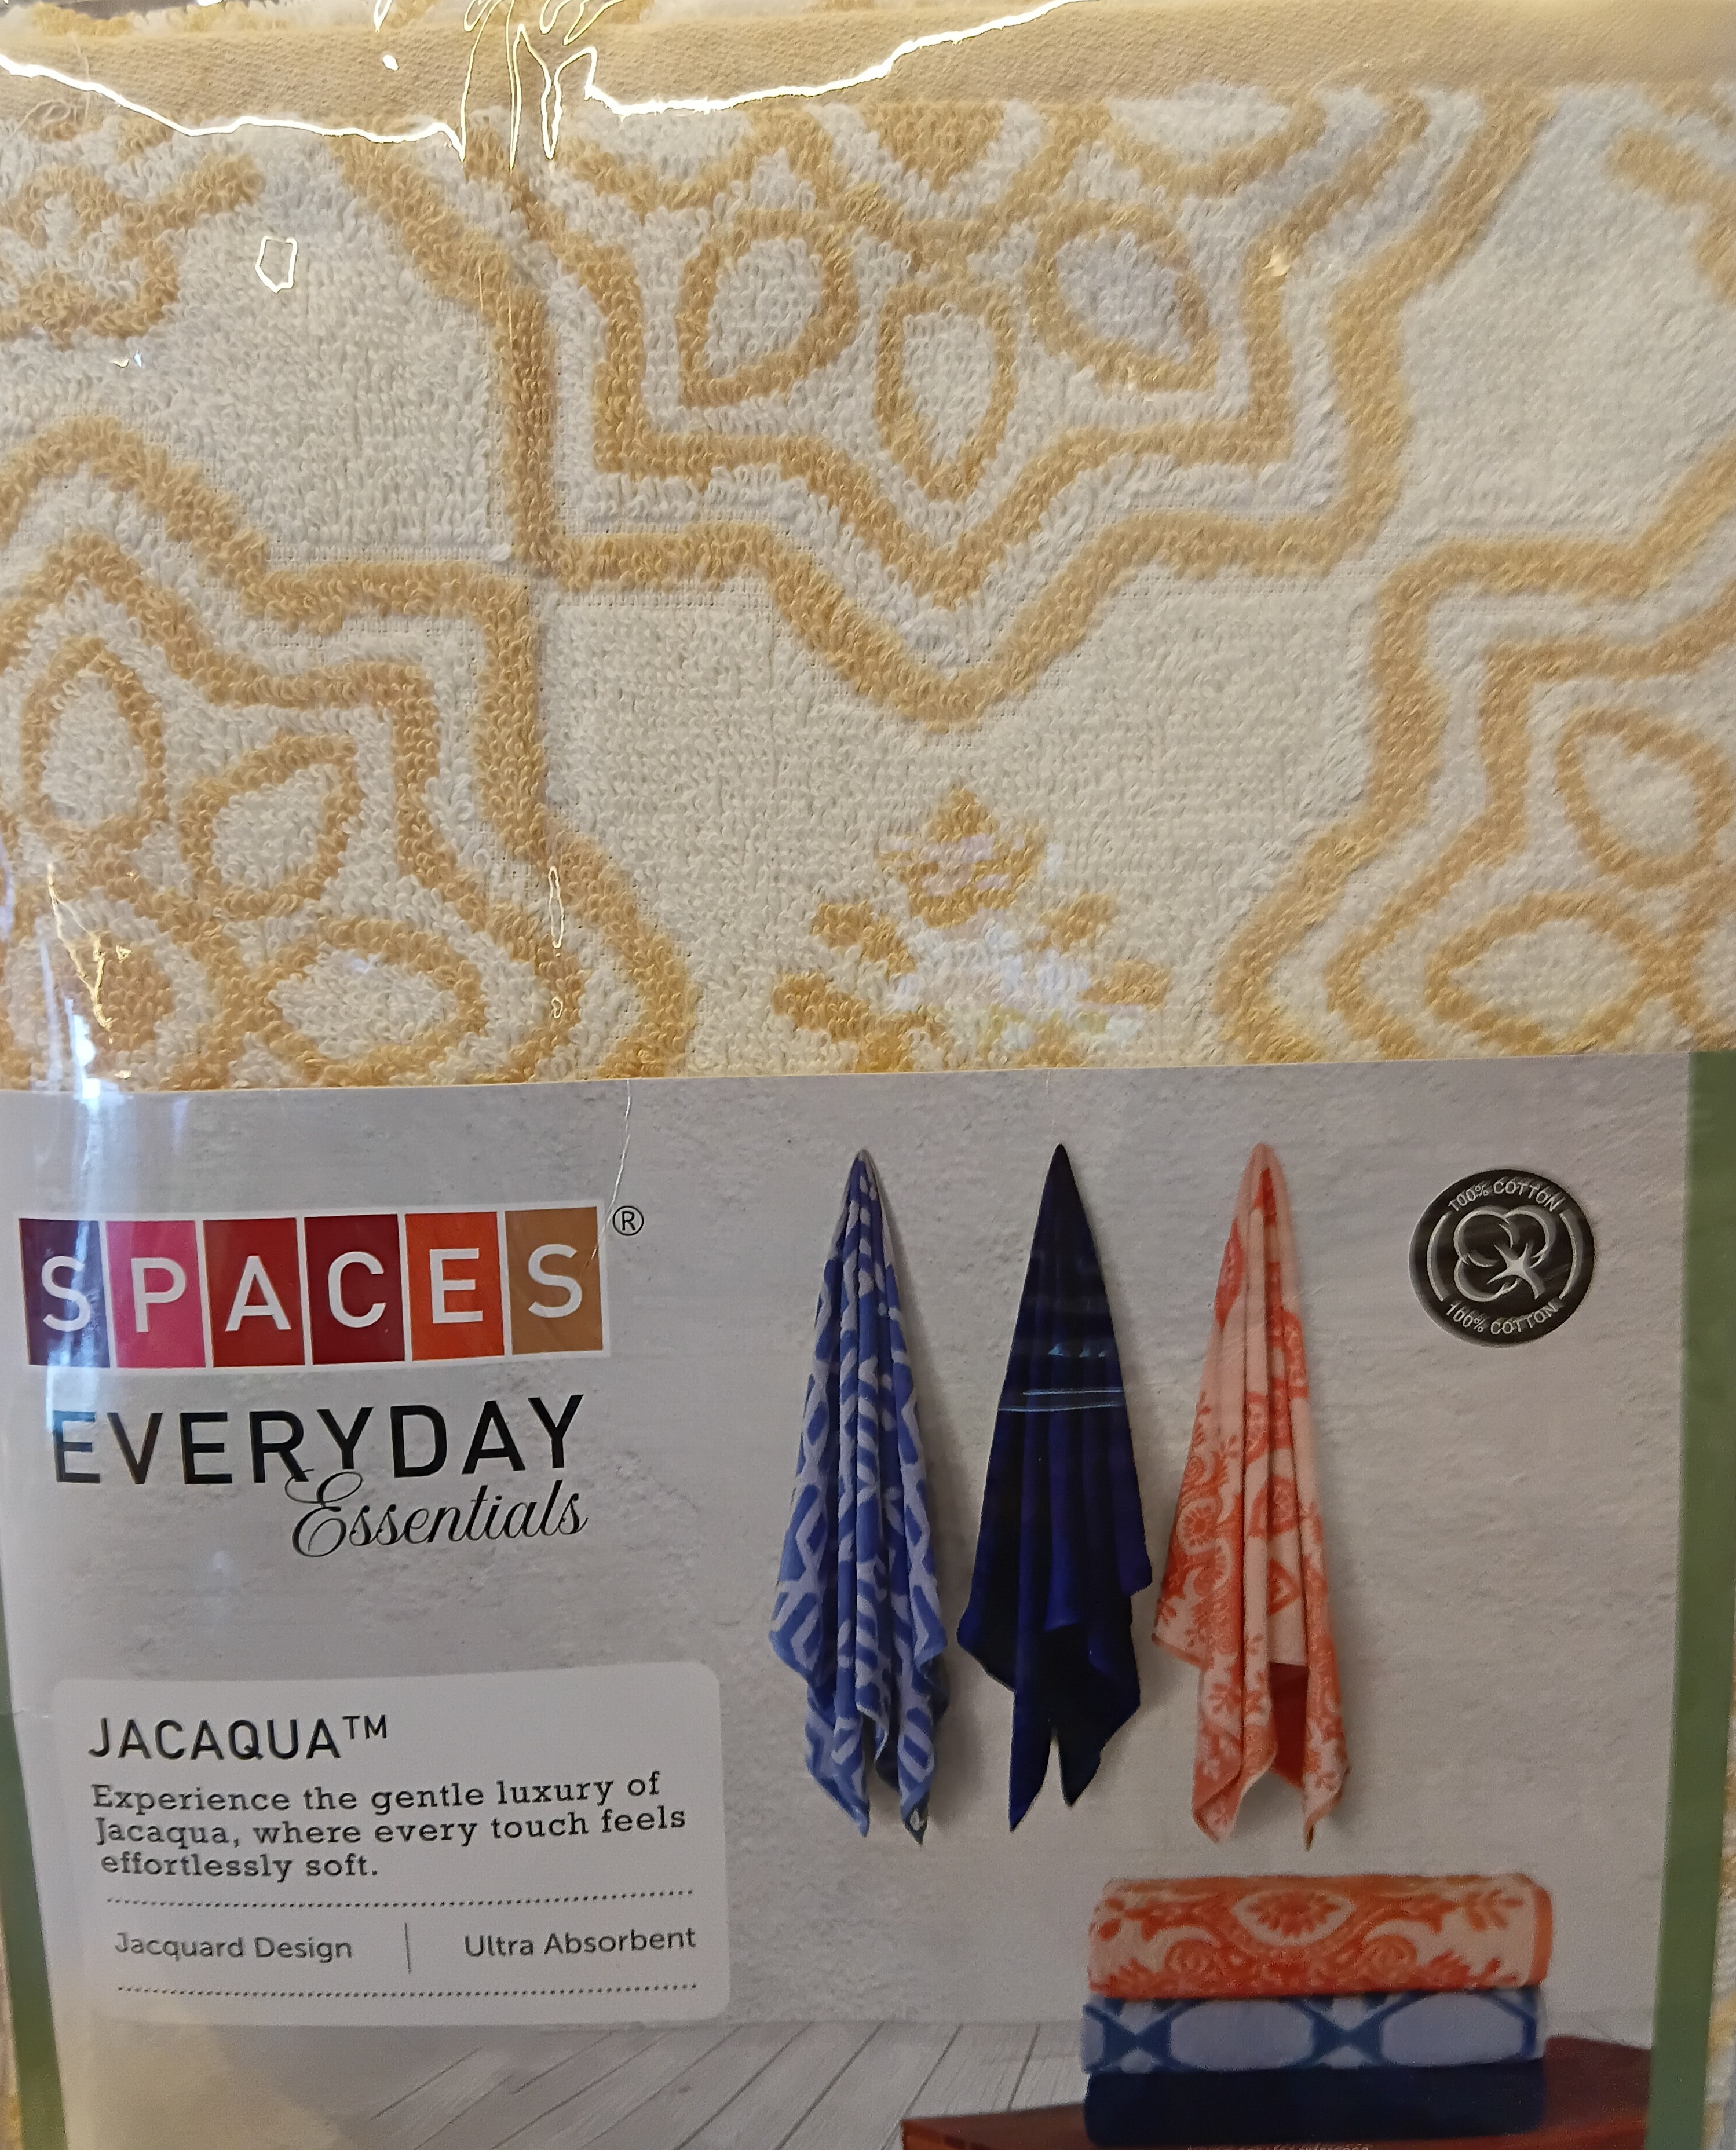 SPACES®
EVERYDAY
Essentials
100% COTTON
100% COTTON
JACAQUA™
Experience the gentle luxury of
Jacaqua, where every touch feels
effortlessly soft.
Jacquard Design | Ultra Absorbent